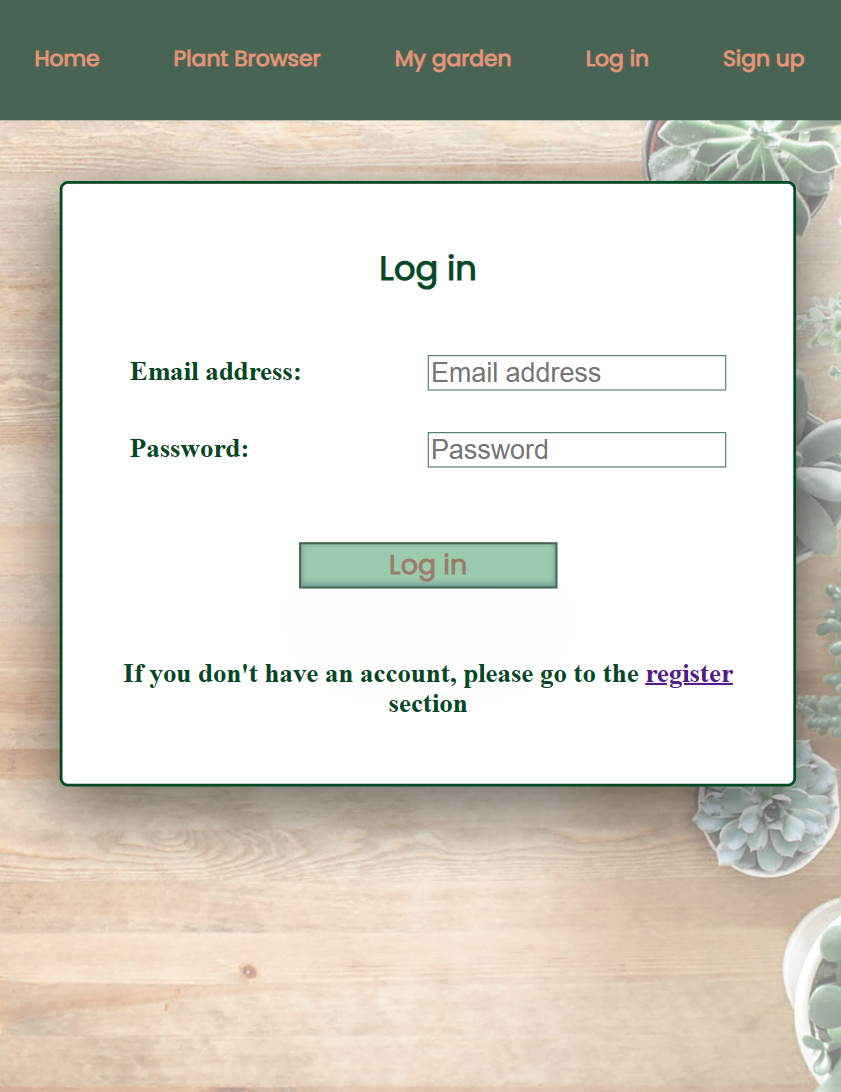 Home Plant Browser My garden Log in Sign up
Log in
Email address: Email address
Password: Password
Log in
If you don't have an account, please go to the register
section